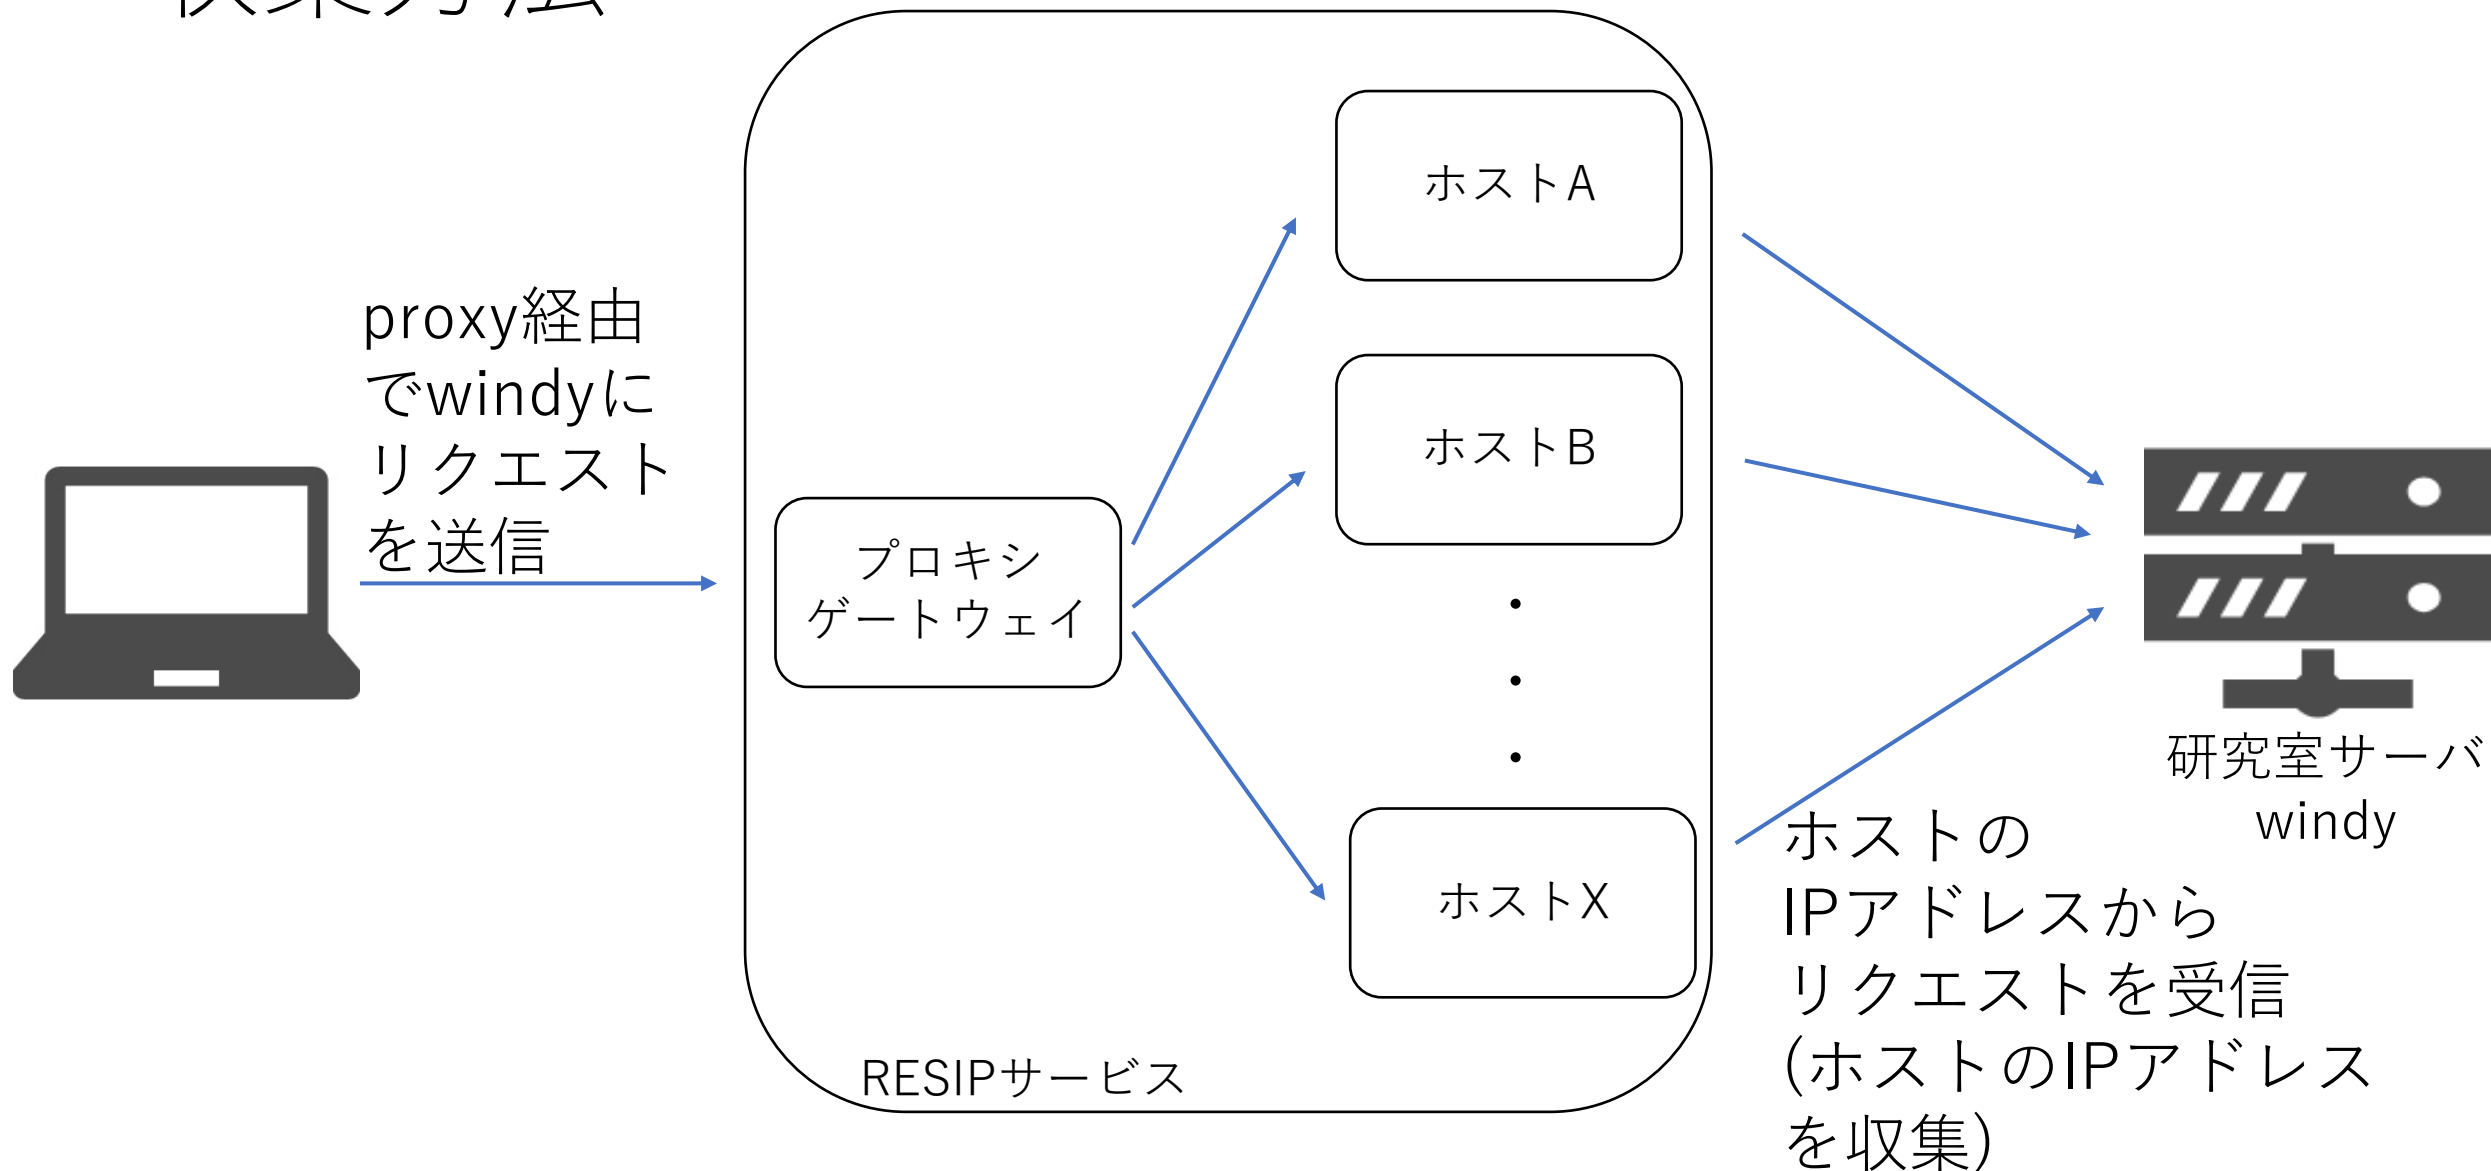 収集方法
proxy経由
でwindyに
リクエスト
を送信
プロキシ
ゲートウェイ
ホストA
ホストB
・
・
・
ホストX
RESIPサービス
研究室サーバ
windy
ホストの
IPアドレスから
リクエストを受信
(ホストのIPアドレス
を収集)